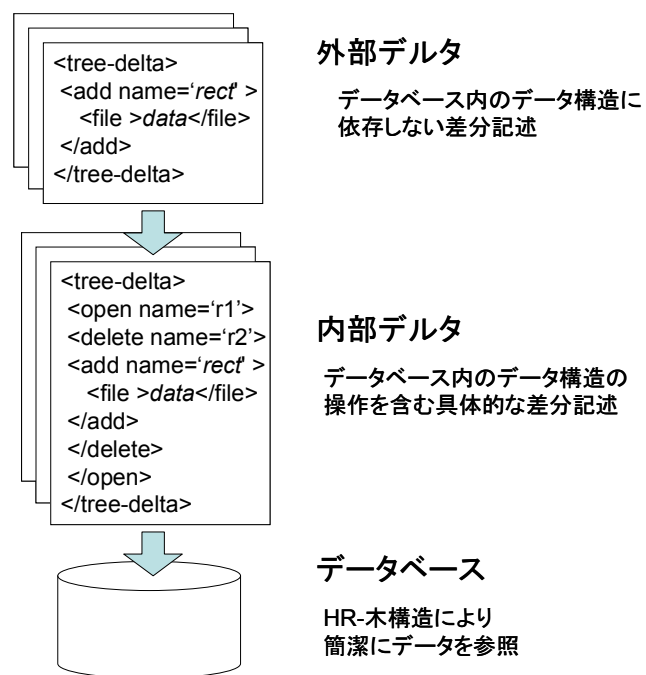 <tree-delta>
<add name='rect' >
<file >data</file>
</add>
</tree-delta>
外部デルタ
データベース内のデータ構造に
依存しない差分記述
<tree-delta>
<open name='r1'>
<delete name='r2'>
<add name='rect' >
<file >data</file>
</add>
</delete>
</open>
</tree-delta>
内部デルタ
データベース内のデータ構造の
操作を含む具体的な差分記述
データベース
HR-木構造により
簡潔にデータを参照